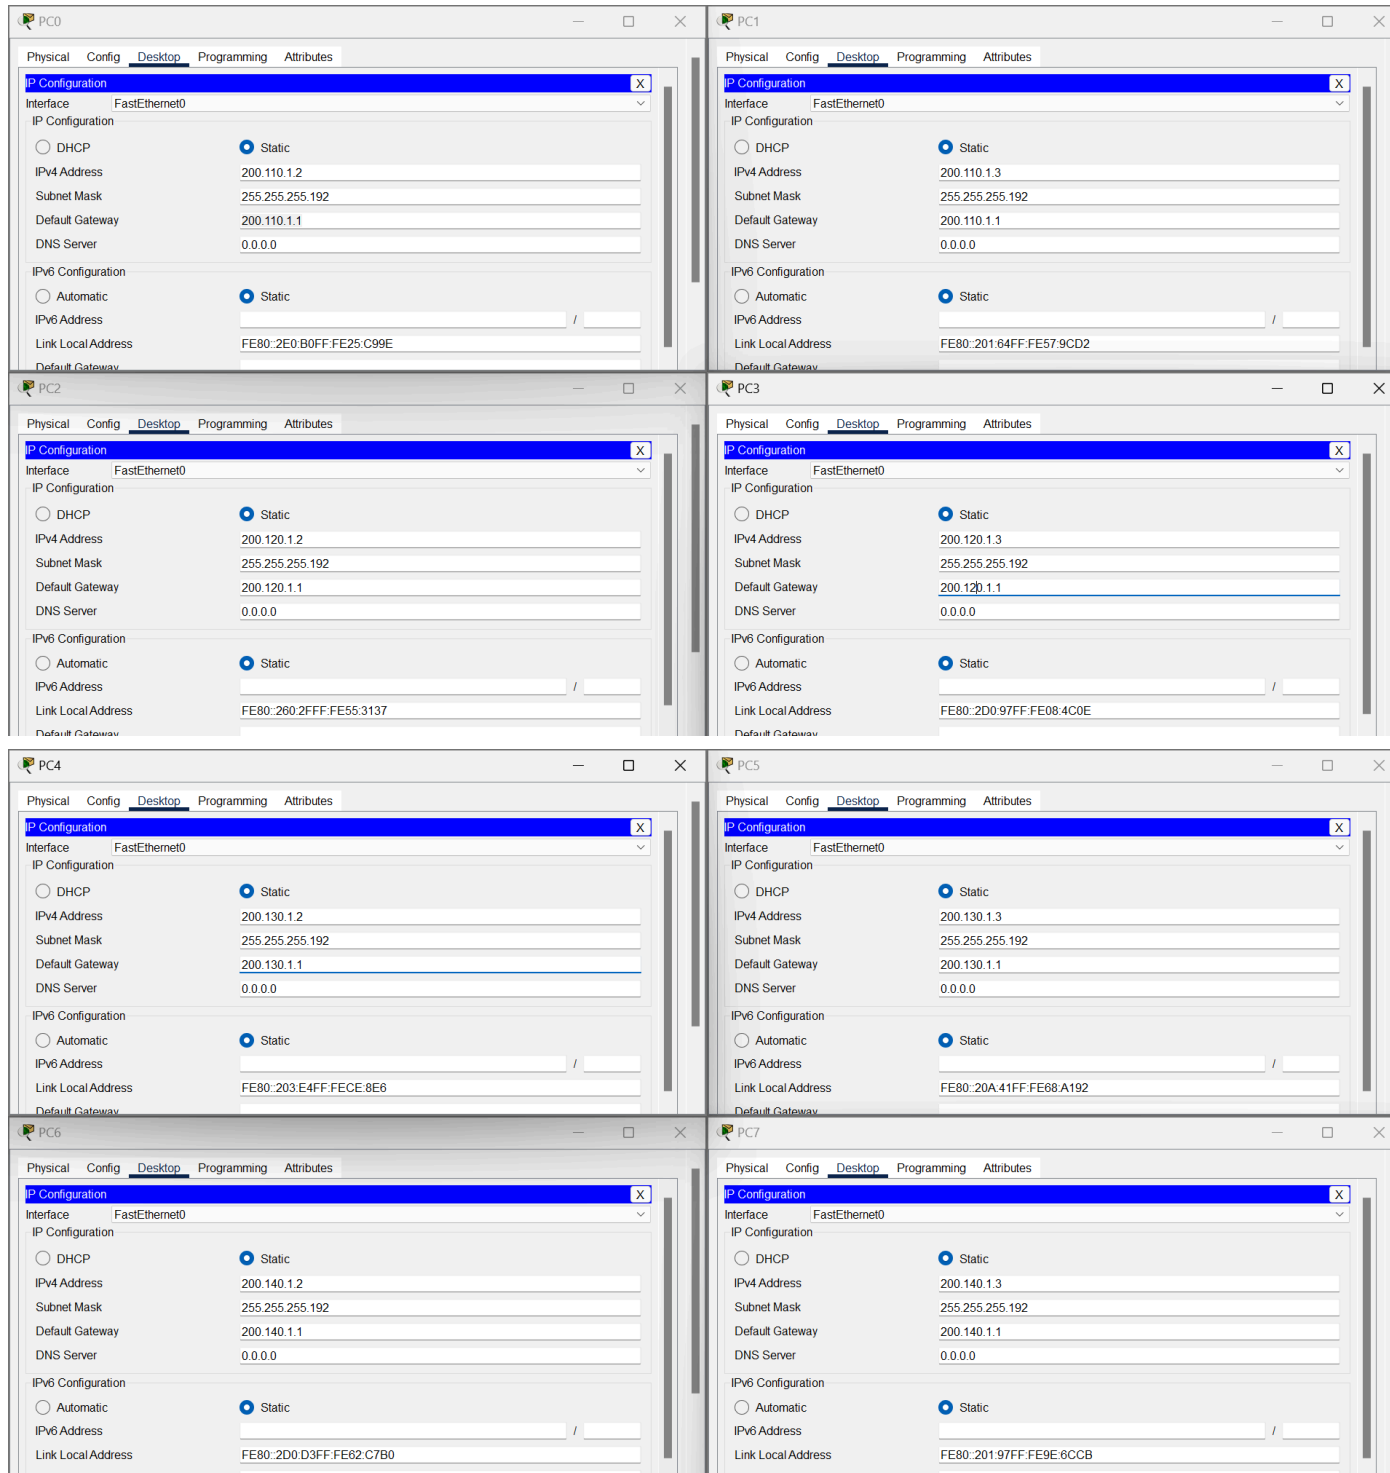 PC0
Physical Config Desktop Programming Attributes
IP Configuration X
Interface FastEthernet0
IP Configuration
DHCP Static
IPv4 Address 200.110.1.2
Subnet Mask 255.255.255.192
Default Gateway 200.110.1.1
DNS Server 0.0.0.0
IPv6 Configuration
Automatic Static
IPv6 Address /
Link Local Address FE80::2E0:B0FF:FE25:C99E
Default Gateway
PC1
Physical Config Desktop Programming Attributes
IP Configuration X
Interface FastEthernet0
IP Configuration
DHCP Static
IPv4 Address 200.110.1.3
Subnet Mask 255.255.255.192
Default Gateway 200.110.1.1
DNS Server 0.0.0.0
IPv6 Configuration
Automatic Static
IPv6 Address /
Link Local Address FE80::201:64FF:FE57:9CD2
Default Gateway
PC2
Physical Config Desktop Programming Attributes
IP Configuration X
Interface FastEthernet0
IP Configuration
DHCP Static
IPv4 Address 200.120.1.2
Subnet Mask 255.255.255.192
Default Gateway 200.120.1.1
DNS Server 0.0.0.0
IPv6 Configuration
Automatic Static
IPv6 Address /
Link Local Address FE80::260:2FFF:FE55:3137
Default Gateway
PC3
Physical Config Desktop Programming Attributes
IP Configuration X
Interface FastEthernet0
IP Configuration
DHCP Static
IPv4 Address 200.120.1.3
Subnet Mask 255.255.255.192
Default Gateway 200.120.1.1
DNS Server 0.0.0.0
IPv6 Configuration
Automatic Static
IPv6 Address /
Link Local Address FE80::2D0:97FF:FE08:4C0E
Default Gateway
PC4
Physical Config Desktop Programming Attributes
IP Configuration X
Interface FastEthernet0
IP Configuration
DHCP Static
IPv4 Address 200.130.1.2
Subnet Mask 255.255.255.192
Default Gateway 200.130.1.1
DNS Server 0.0.0.0
IPv6 Configuration
Automatic Static
IPv6 Address /
Link Local Address FE80::203:E4FF:FECE:8E6
Default Gateway
PC5
Physical Config Desktop Programming Attributes
IP Configuration X
Interface FastEthernet0
IP Configuration
DHCP Static
IPv4 Address 200.130.1.3
Subnet Mask 255.255.255.192
Default Gateway 200.130.1.1
DNS Server 0.0.0.0
IPv6 Configuration
Automatic Static
IPv6 Address /
Link Local Address FE80::20A:41FF:FE68:A192
Default Gateway
PC6
Physical Config Desktop Programming Attributes
IP Configuration X
Interface FastEthernet0
IP Configuration
DHCP Static
IPv4 Address 200.140.1.2
Subnet Mask 255.255.255.192
Default Gateway 200.140.1.1
DNS Server 0.0.0.0
IPv6 Configuration
Automatic Static
IPv6 Address /
Link Local Address FE80::2D0:D3FF:FE62:C7B0
PC7
Physical Config Desktop Programming Attributes
IP Configuration X
Interface FastEthernet0
IP Configuration
DHCP Static
IPv4 Address 200.140.1.3
Subnet Mask 255.255.255.192
Default Gateway 200.140.1.1
DNS Server 0.0.0.0
IPv6 Configuration
Automatic Static
IPv6 Address /
Link Local Address FE80::201:97FF:FE9E:6CCB